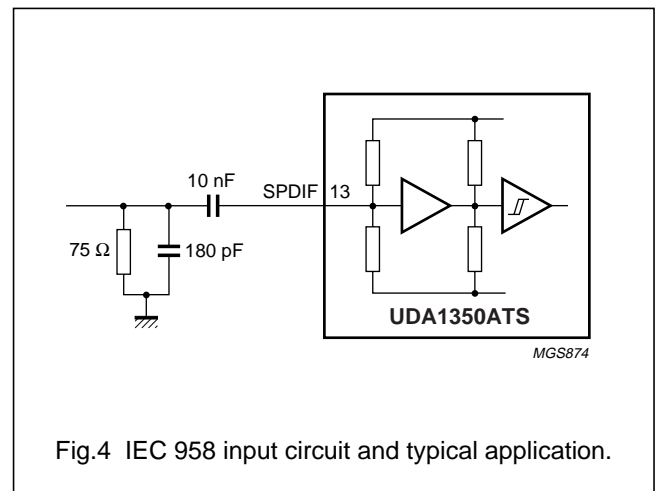 10 nF
SPDIF 13
75 Ω
180 pF
UDA1350ATS
MGS874
Fig.4 IEC 958 input circuit and typical application.